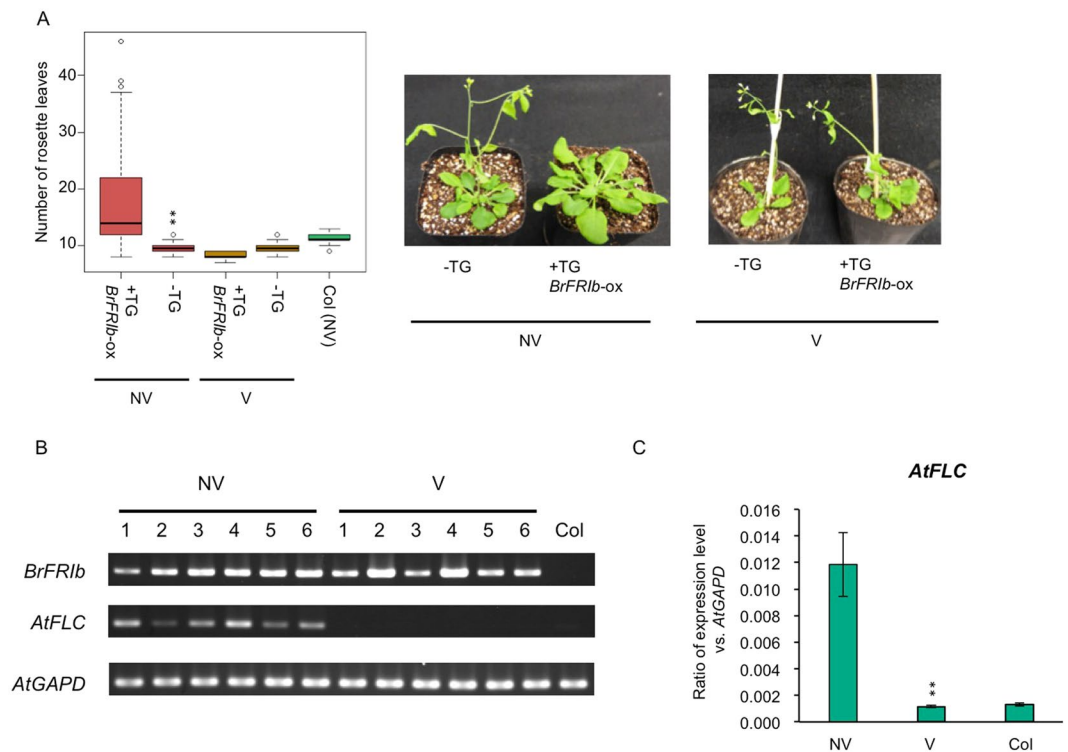 A
Number of rosette leaves
40
30
20
10
**
+TG
BrFRIb-ox
-TG
+TG
BrFRIb-ox
-TG
Col (NV)
NV
V
-TG
+TG
BrFRIb-ox
NV
-TG
+TG
BrFRIb-ox
V
B
NV
V
1 2 3 4 5 6 1 2 3 4 5 6 Col
BrFRIb
AtFLC
AtGAPD
C
AtFLC
Ratio of expression level
vs. AtGAPD
0.016
0.014
0.012
0.010
0.008
0.006
0.004
0.002
0.000
**
NV
V
Col